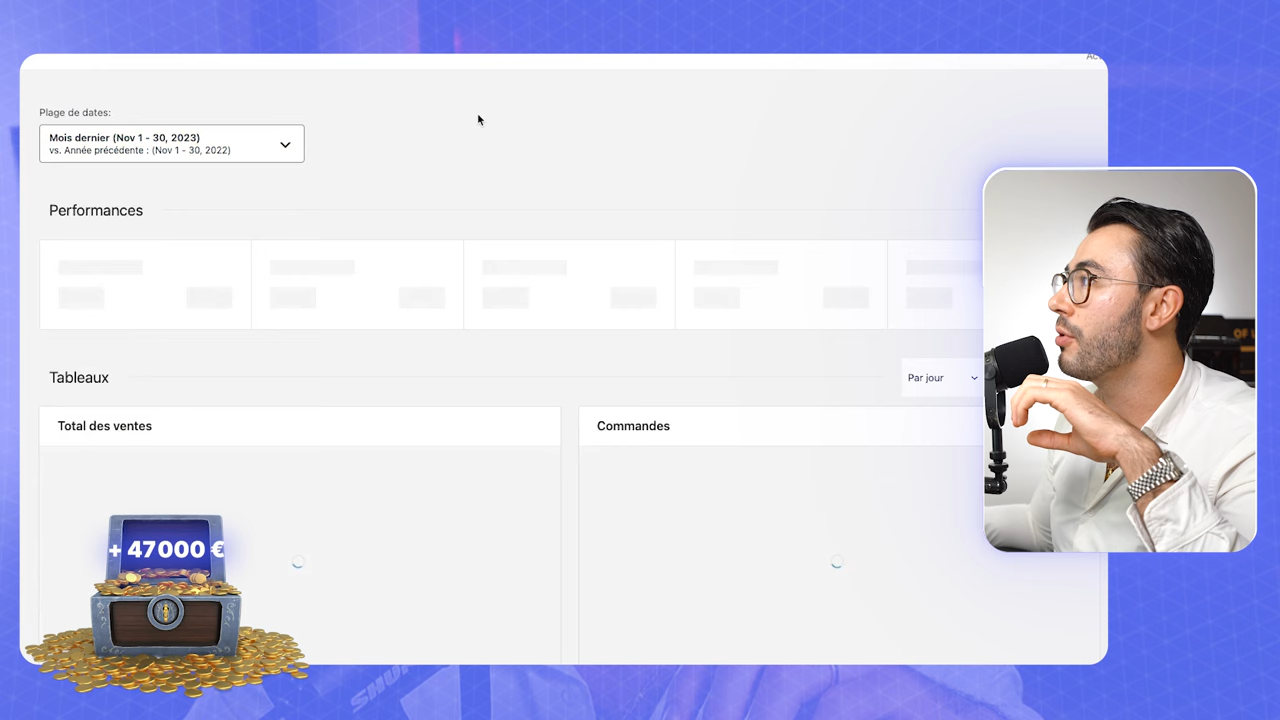 Plage de dates:
Mois dernier (Nov 1 - 30, 2023)
vs. Année précédente : (Nov 1 - 30, 2022)
Performances
Tableaux
Par jour
Total des ventes
Commandes
+ 47000 €
SHU